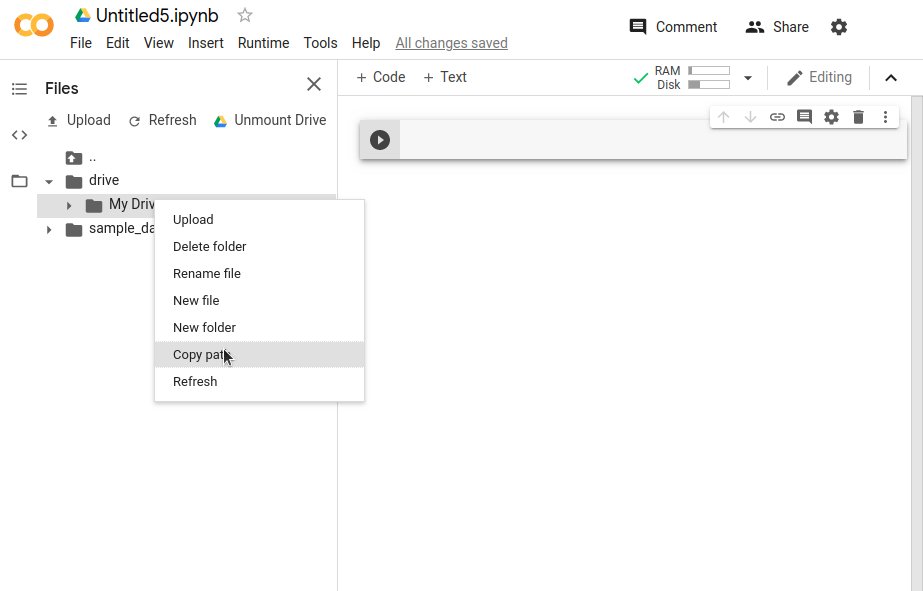 Untitled5.ipynb
File Edit View Insert Runtime Tools Help All changes saved
Comment
Share
Files
Upload Refresh Unmount Drive
..
drive
My Driv
sample_da
Upload
Delete folder
Rename file
New file
New folder
Copy pat
Refresh
+ Code + Text
RAM
Disk
Editing